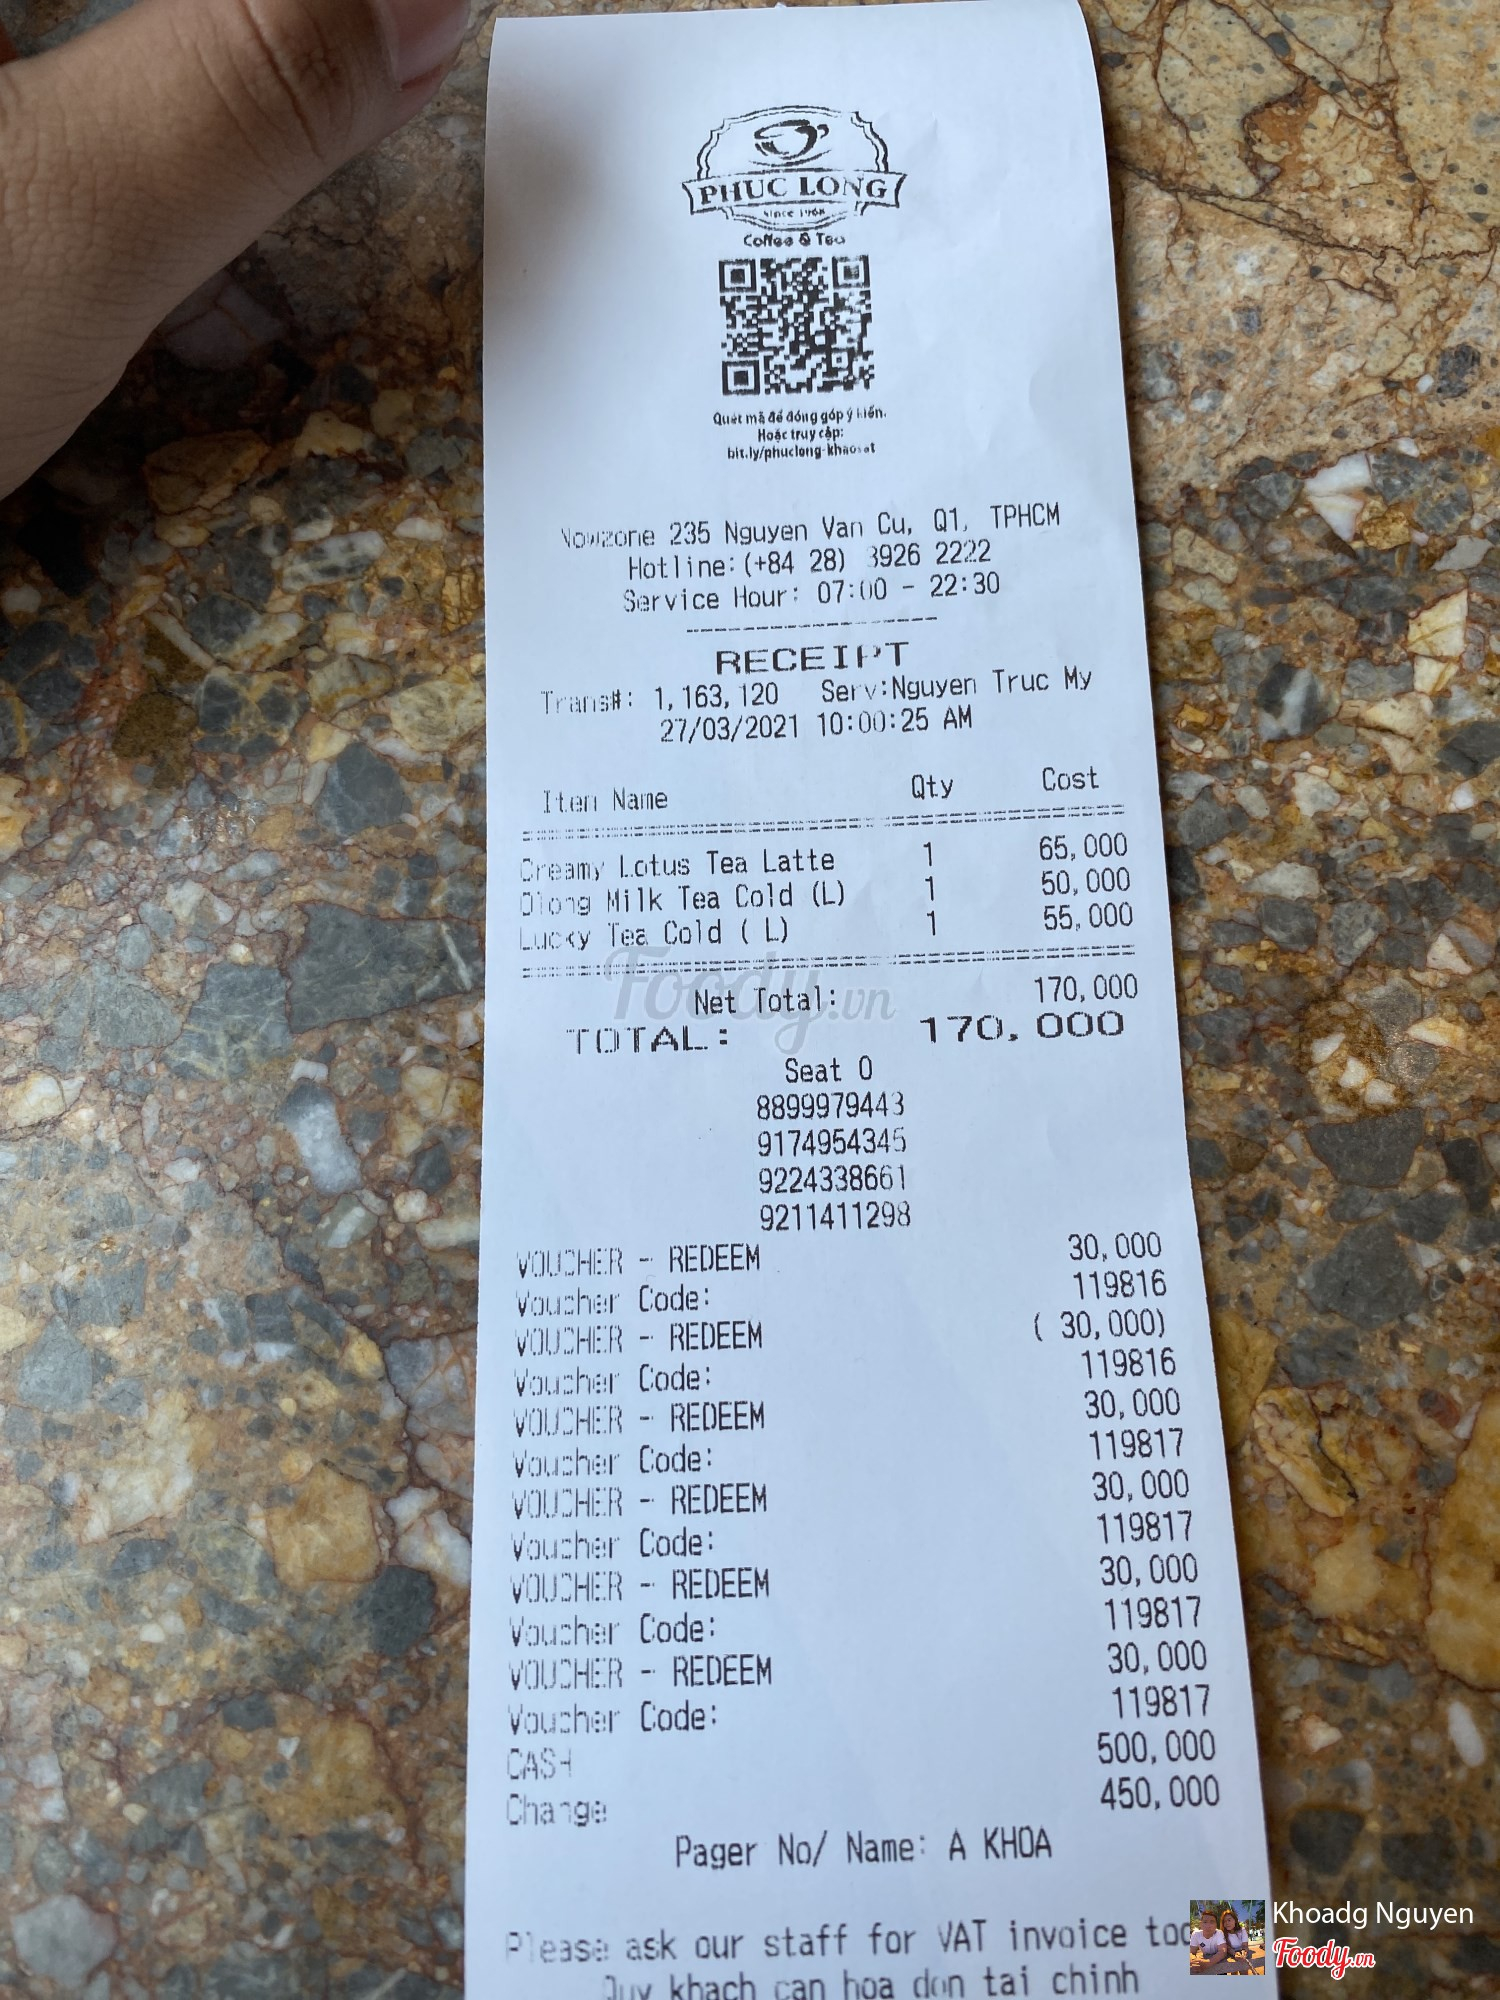 PHUC LONG
Since 1968
Coffee & Tea
Quét mã để đóng góp ý kiến.
Hoặc truy cập:
bit.ly/phuclong-khaosat
Nowzone 235 Nguyen Van Cu, Q1, TPHCM
Hotline:(+84 28) 3926 2222
Service Hour: 07:00 - 22:30
RECEIPT
Trans#: 1,163,120 Serv:Nguyen Truc My
27/03/2021 10:00:25 AM
Item Name Qty Cost
Creamy Lotus Tea Latte 1 65,000
Olong Milk Tea Cold (L) 1 50,000
Lucky Tea Cold ( L) 1 55,000
Foody.vn
Net Total: 170,000
TOTAL: 170,000
Seat 0
8899979443
9174954345
9224338661
9211411298
VOUCHER - REDEEM 30,000
Voucher Code: 119816
VOUCHER - REDEEM ( 30,000)
Voucher Code: 119816
VOUCHER - REDEEM 30,000
Voucher Code: 119817
VOUCHER - REDEEM 30,000
Voucher Code: 119817
VOUCHER - REDEEM 30,000
Voucher Code: 119817
VOUCHER - REDEEM 30,000
Voucher Code: 119817
CASH 500,000
Change 450,000
Pager No/ Name: A KHOA
Please ask our staff for VAT invoice tod
Quy khach can hoa don tai chinh
Khoadg Nguyen
Foody.vn